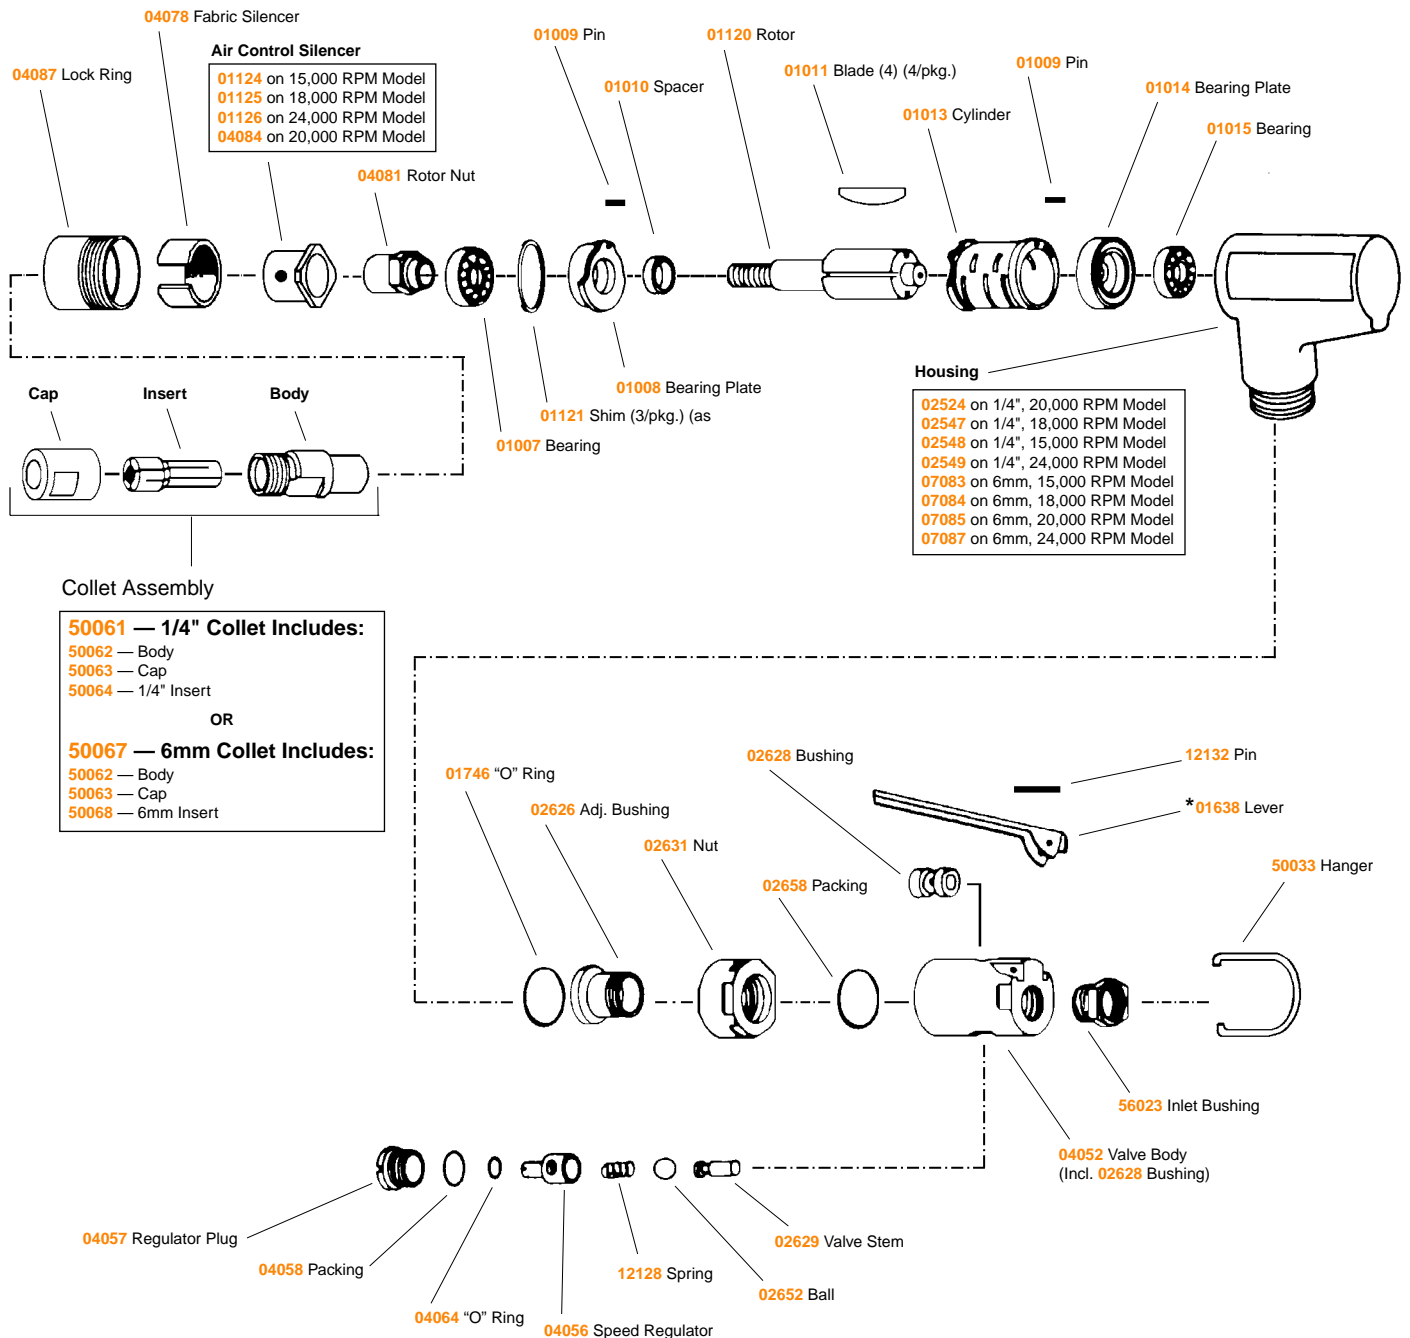 04078 Fabric Silencer
04087 Lock Ring
Air Control Silencer
01124 on 15,000 RPM Model
01125 on 18,000 RPM Model
01126 on 24,000 RPM Model
04084 on 20,000 RPM Model
04081 Rotor Nut
01009 Pin
01010 Spacer
01120 Rotor
01011 Blade (4) (4/pkg.)
01013 Cylinder
01009 Pin
01014 Bearing Plate
01015 Bearing
01008 Bearing Plate
01121 Shim (3/pkg.) (as
01007 Bearing
Housing
02524 on 1/4", 20,000 RPM Model
02547 on 1/4", 18,000 RPM Model
02548 on 1/4", 15,000 RPM Model
02549 on 1/4", 24,000 RPM Model
07083 on 6mm, 15,000 RPM Model
07084 on 6mm, 18,000 RPM Model
07085 on 6mm, 20,000 RPM Model
07087 on 6mm, 24,000 RPM Model
Cap
Insert
Body
Collet Assembly
50061 — 1/4" Collet Includes:
50062 — Body
50063 — Cap
50064 — 1/4" Insert
OR
50067 — 6mm Collet Includes:
50062 — Body
50063 — Cap
50068 — 6mm Insert
01746 “O” Ring
02626 Adj. Bushing
02631 Nut
02628 Bushing
02658 Packing
12132 Pin
*01638 Lever
50033 Hanger
56023 Inlet Bushing
04052 Valve Body
(Incl. 02628 Bushing)
04057 Regulator Plug
04058 Packing
04064 “O” Ring
04056 Speed Regulator
12128 Spring
02652 Ball
02629 Valve Stem